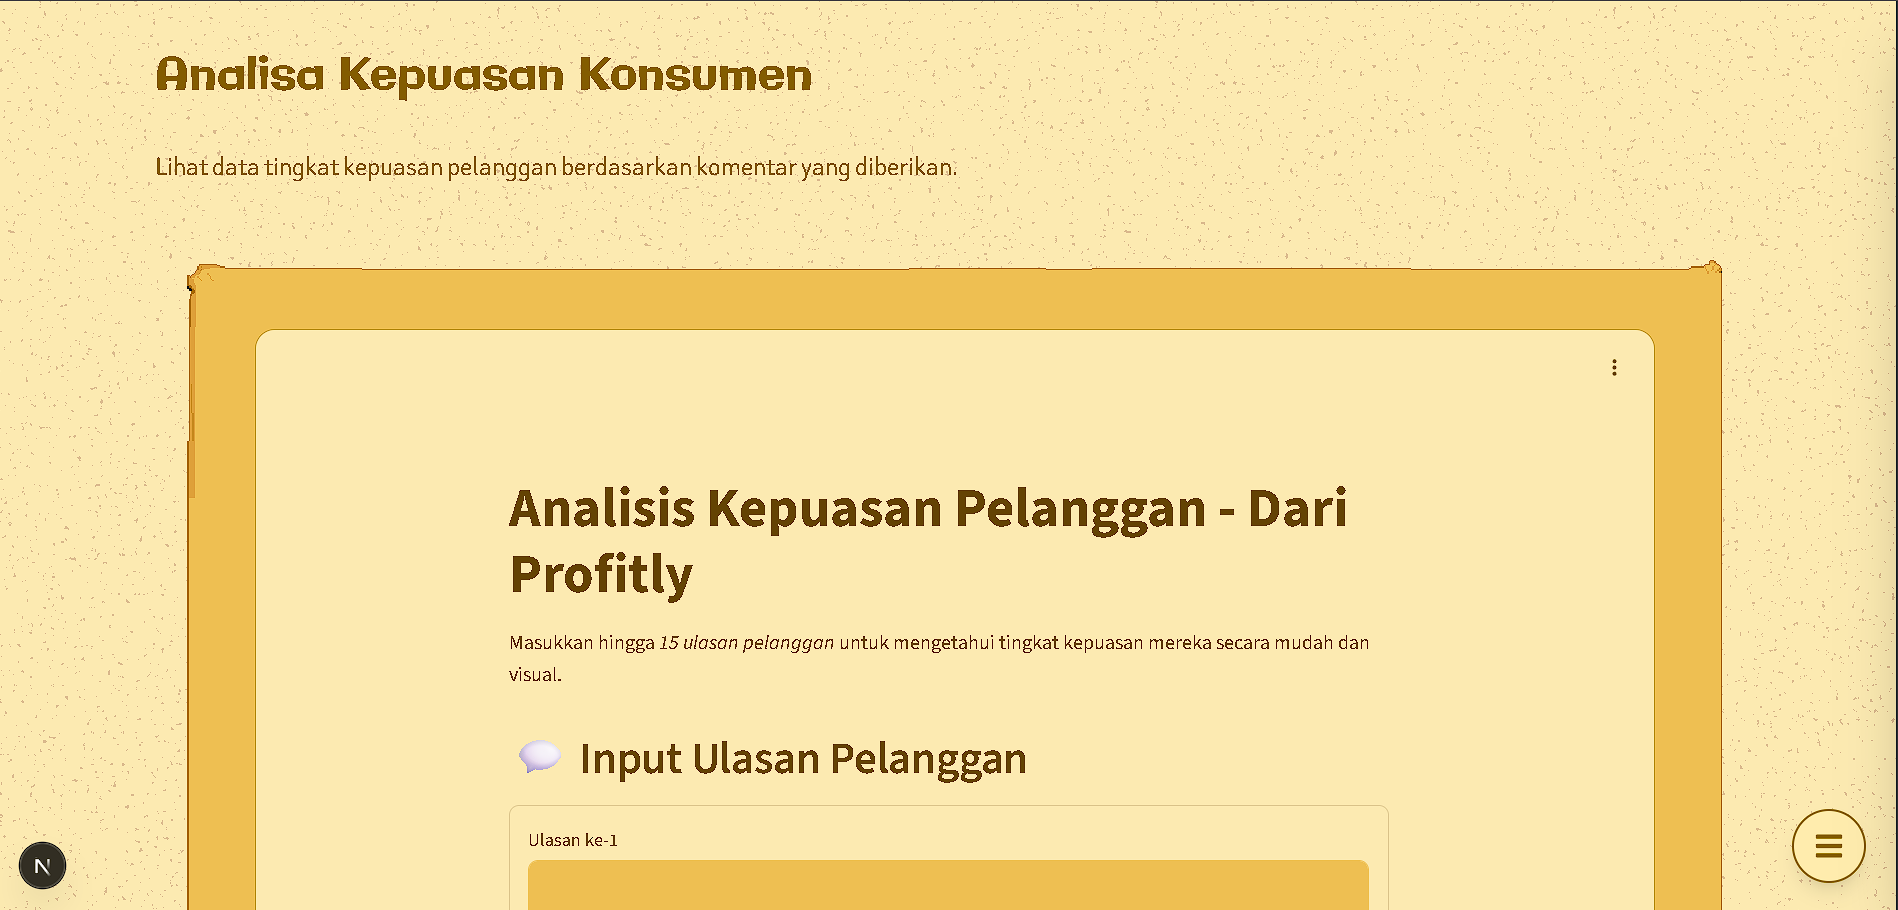 Analisa Kepuasan Konsumen
Lihat data tingkat kepuasan pelanggan berdasarkan komentar yang diberikan.
Analisis Kepuasan Pelanggan - Dari
Profitly
Masukkan hingga 15 ulasan pelanggan untuk mengetahui tingkat kepuasan mereka secara mudah dan
visual.
Input Ulasan Pelanggan
Ulasan ke-1
N